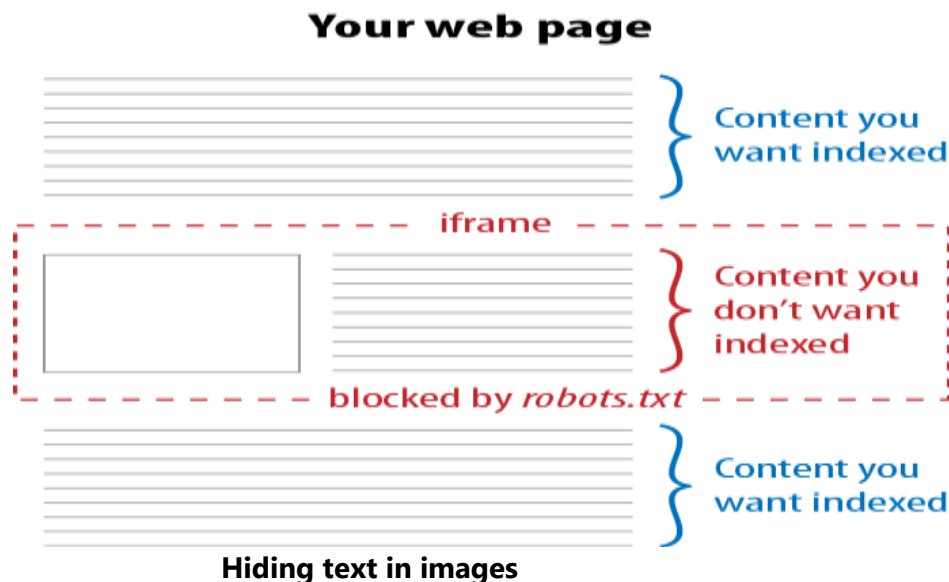 Your web page
Content you
want indexed
iframe
Content you
don't want
indexed
blocked by robots.txt
Content you
want indexed
Hiding text in images